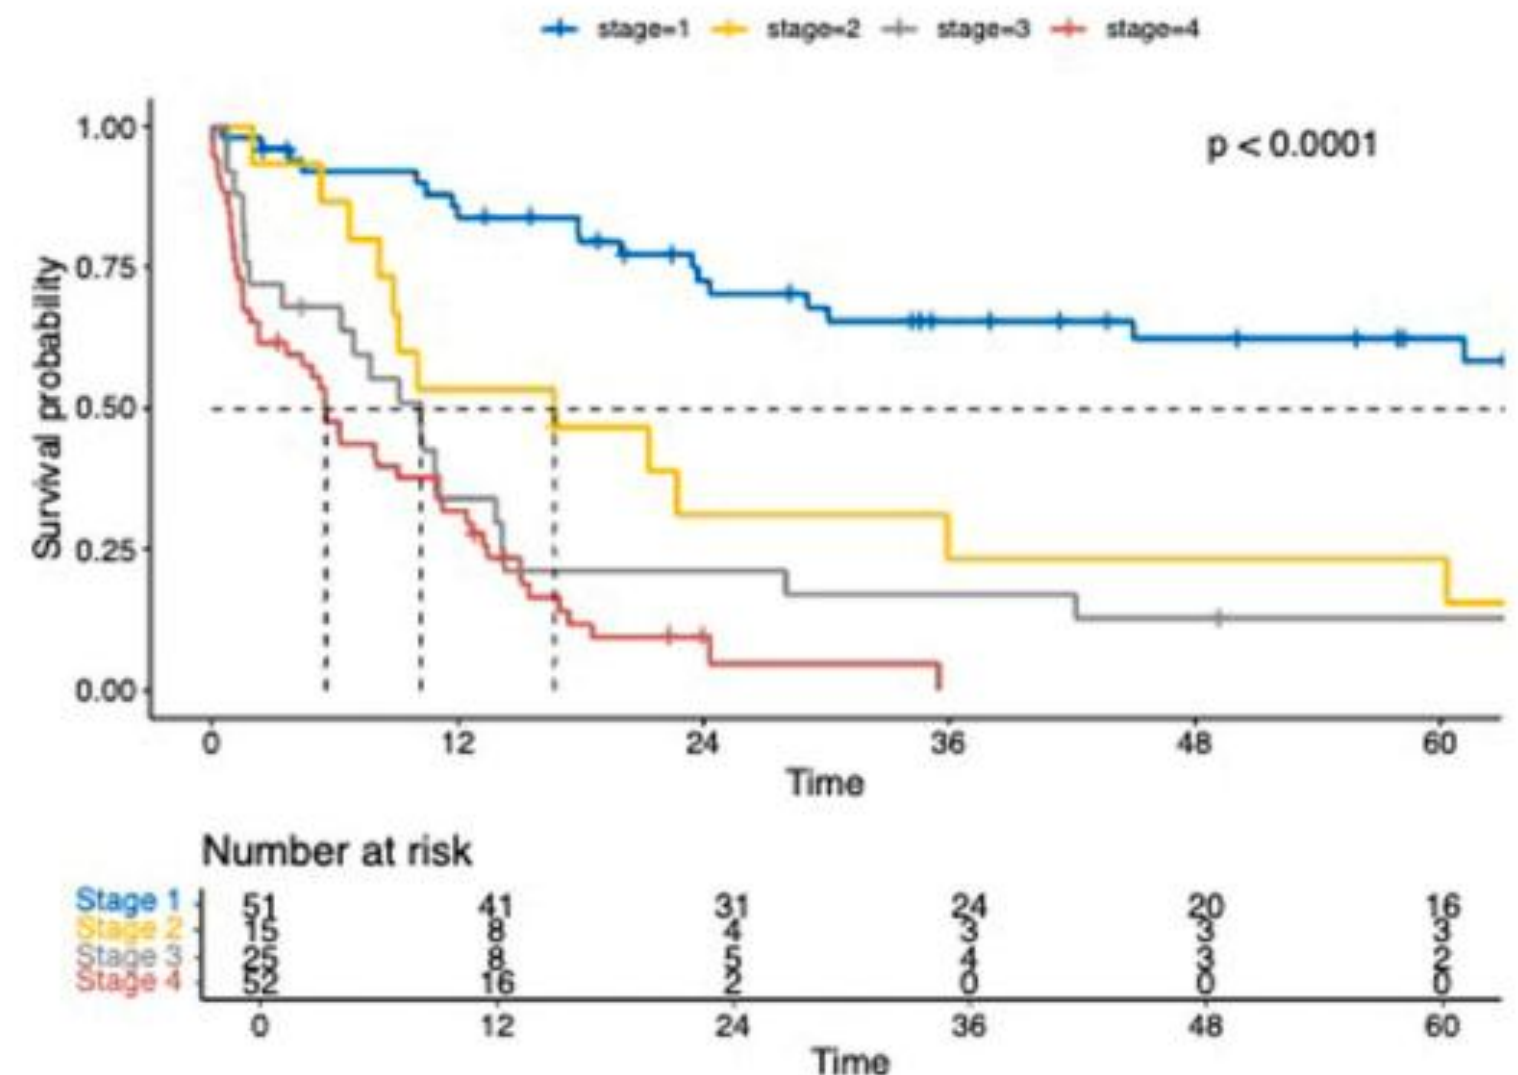 stage=1 stage=2 stage=3 stage=4
p < 0.0001
Survival probability
1.00
0.75
0.50
0.25
0.00
0 12 24 36 48 60
Time
Number at risk
Stage 1 51 41 31 24 20 16
Stage 2 15 8 4 3 3 3
Stage 3 25 8 5 4 3 2
Stage 4 52 16 2 0 0 0
0 12 24 36 48 60
Time